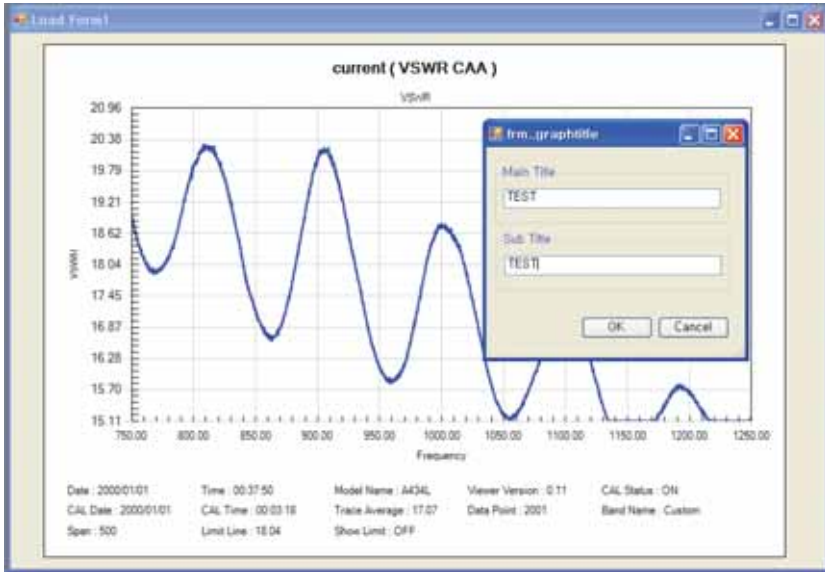 Load Form1
current ( VSWR CAA )
VSWR
20.96
20.38
19.79
19.21
18.62
18.04
17.45
16.87
16.28
15.70
15.11
750.00 800.00 850.00 900.00 950.00 1000.00 1050.00 1100.00 1150.00 1200.00 1250.00
Frequency
frm_graphtitle
Main Title
TEST
Sub Title
TEST
OK Cancel
Date : 2000/01/01 Time : 00:37:50 Model Name : A434L Viewer Version : 0.11 CAL Status : ON
CAL Date : 2000/01/01 CAL Time : 00:03:18 Trace Average : 17.07 Data Point : 2001 Band Name : Custom
Span : 500 Limit Line : 18.04 Show Limit : OFF